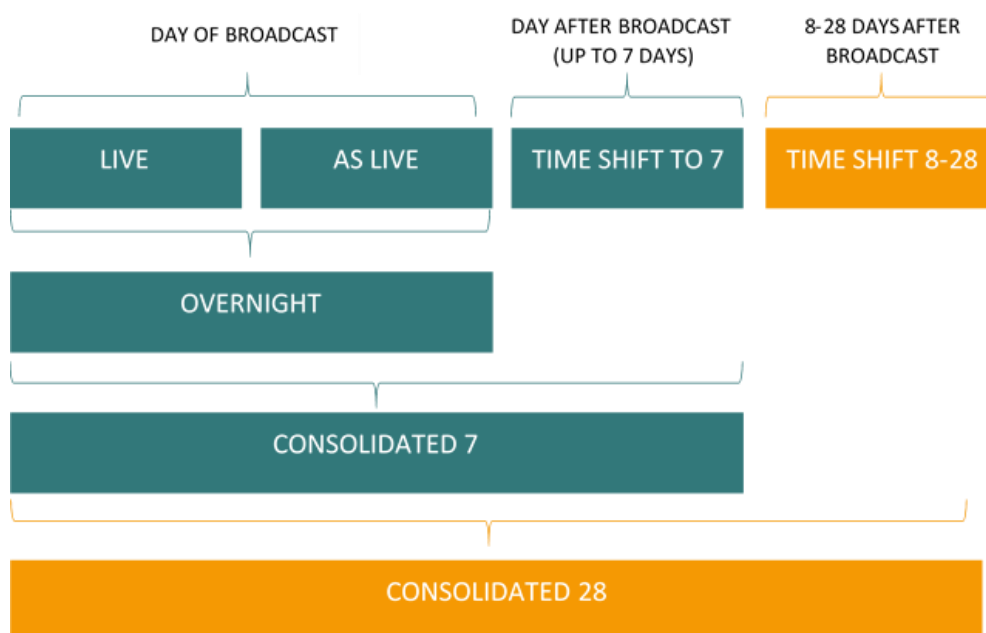 DAY OF BROADCAST
DAY AFTER BROADCAST
(UP TO 7 DAYS)
8-28 DAYS AFTER
BROADCAST
LIVE
AS LIVE
TIME SHIFT TO 7
TIME SHIFT 8-28
OVERNIGHT
CONSOLIDATED 7
CONSOLIDATED 28